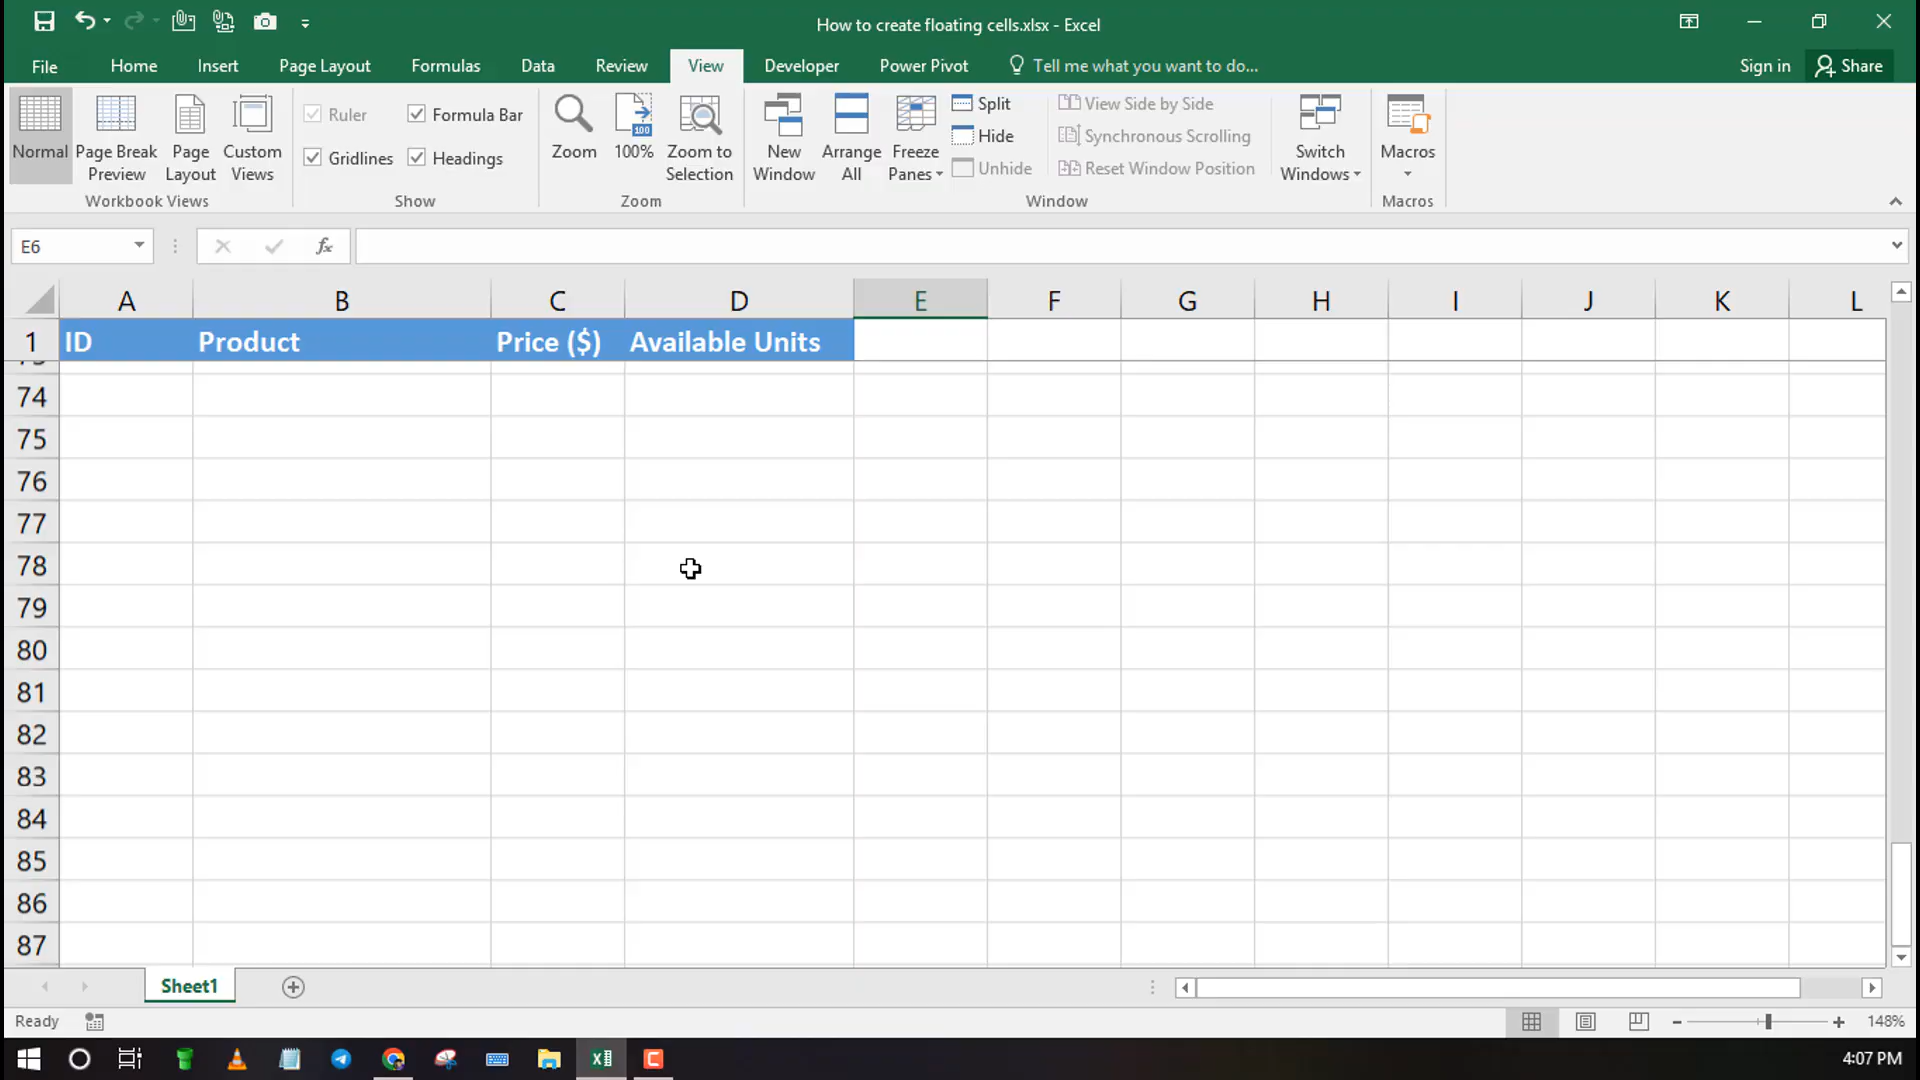 How to create floating cells.xlsx - Excel
File Home Insert Page Layout Formulas Data Review View Developer Power Pivot Tell me what you want to do... Sign in Share
Normal
Page Break Preview
Page Layout
Custom Views
Workbook Views
Ruler
Formula Bar
Gridlines
Headings
Show
Zoom
100
100%
Zoom to Selection
Zoom
New Window
Arrange All
Freeze Panes
Split
Hide
Unhide
View Side by Side
Synchronous Scrolling
Reset Window Position
Switch Windows
Window
Macros
Macros
E6
fx
A B C D E F G H I J K L
1 ID Product Price ($) Available Units
74
75
76
77
78
79
80
81
82
83
84
85
86
87
Sheet1
Ready
148%
4:07 PM